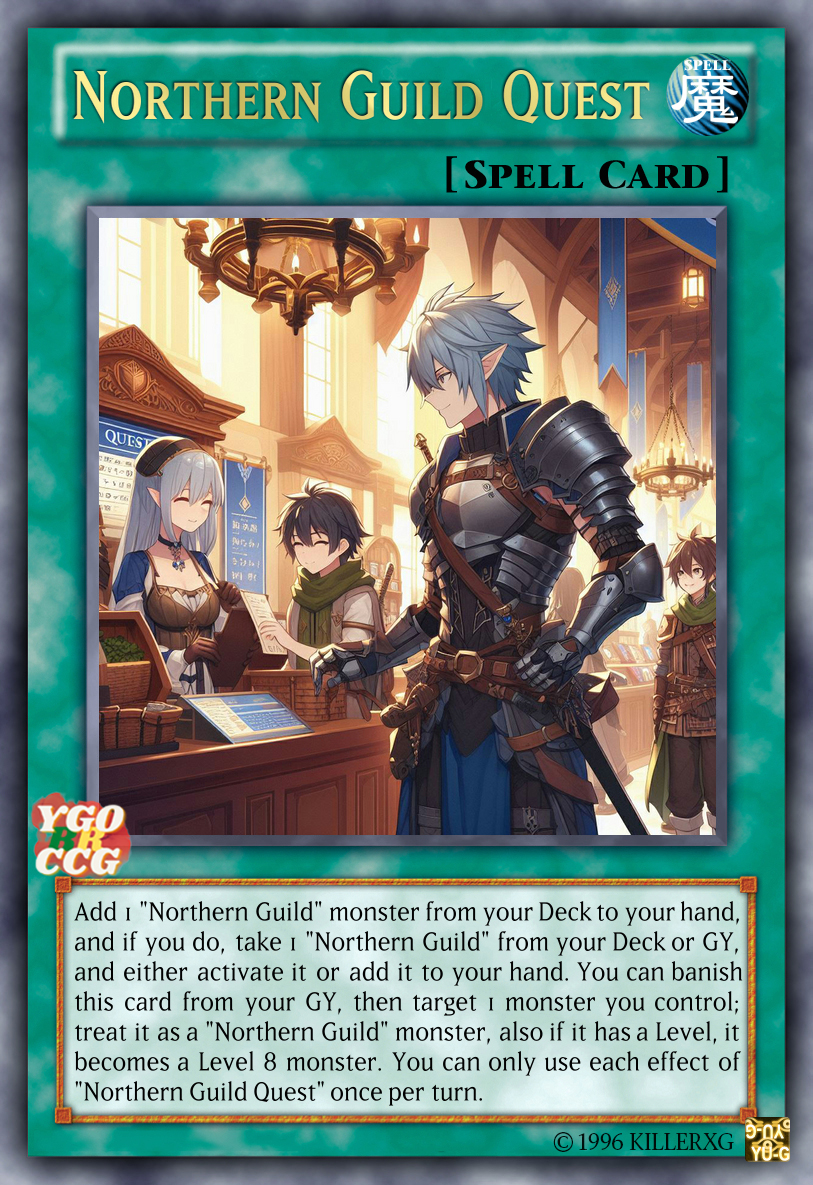 NORTHERN GUILD QUEST
SPELL
魔
[SPELL CARD]
QUEST
YGO
BR
CCG
Add 1 "Northern Guild" monster from your Deck to your hand,
and if you do, take 1 "Northern Guild" from your Deck or GY,
and either activate it or add it to your hand. You can banish
this card from your GY, then target 1 monster you control;
treat it as a "Northern Guild" monster, also if it has a Level, it
becomes a Level 8 monster. You can only use each effect of
"Northern Guild Quest" once per turn.
© 1996 KILLERXG